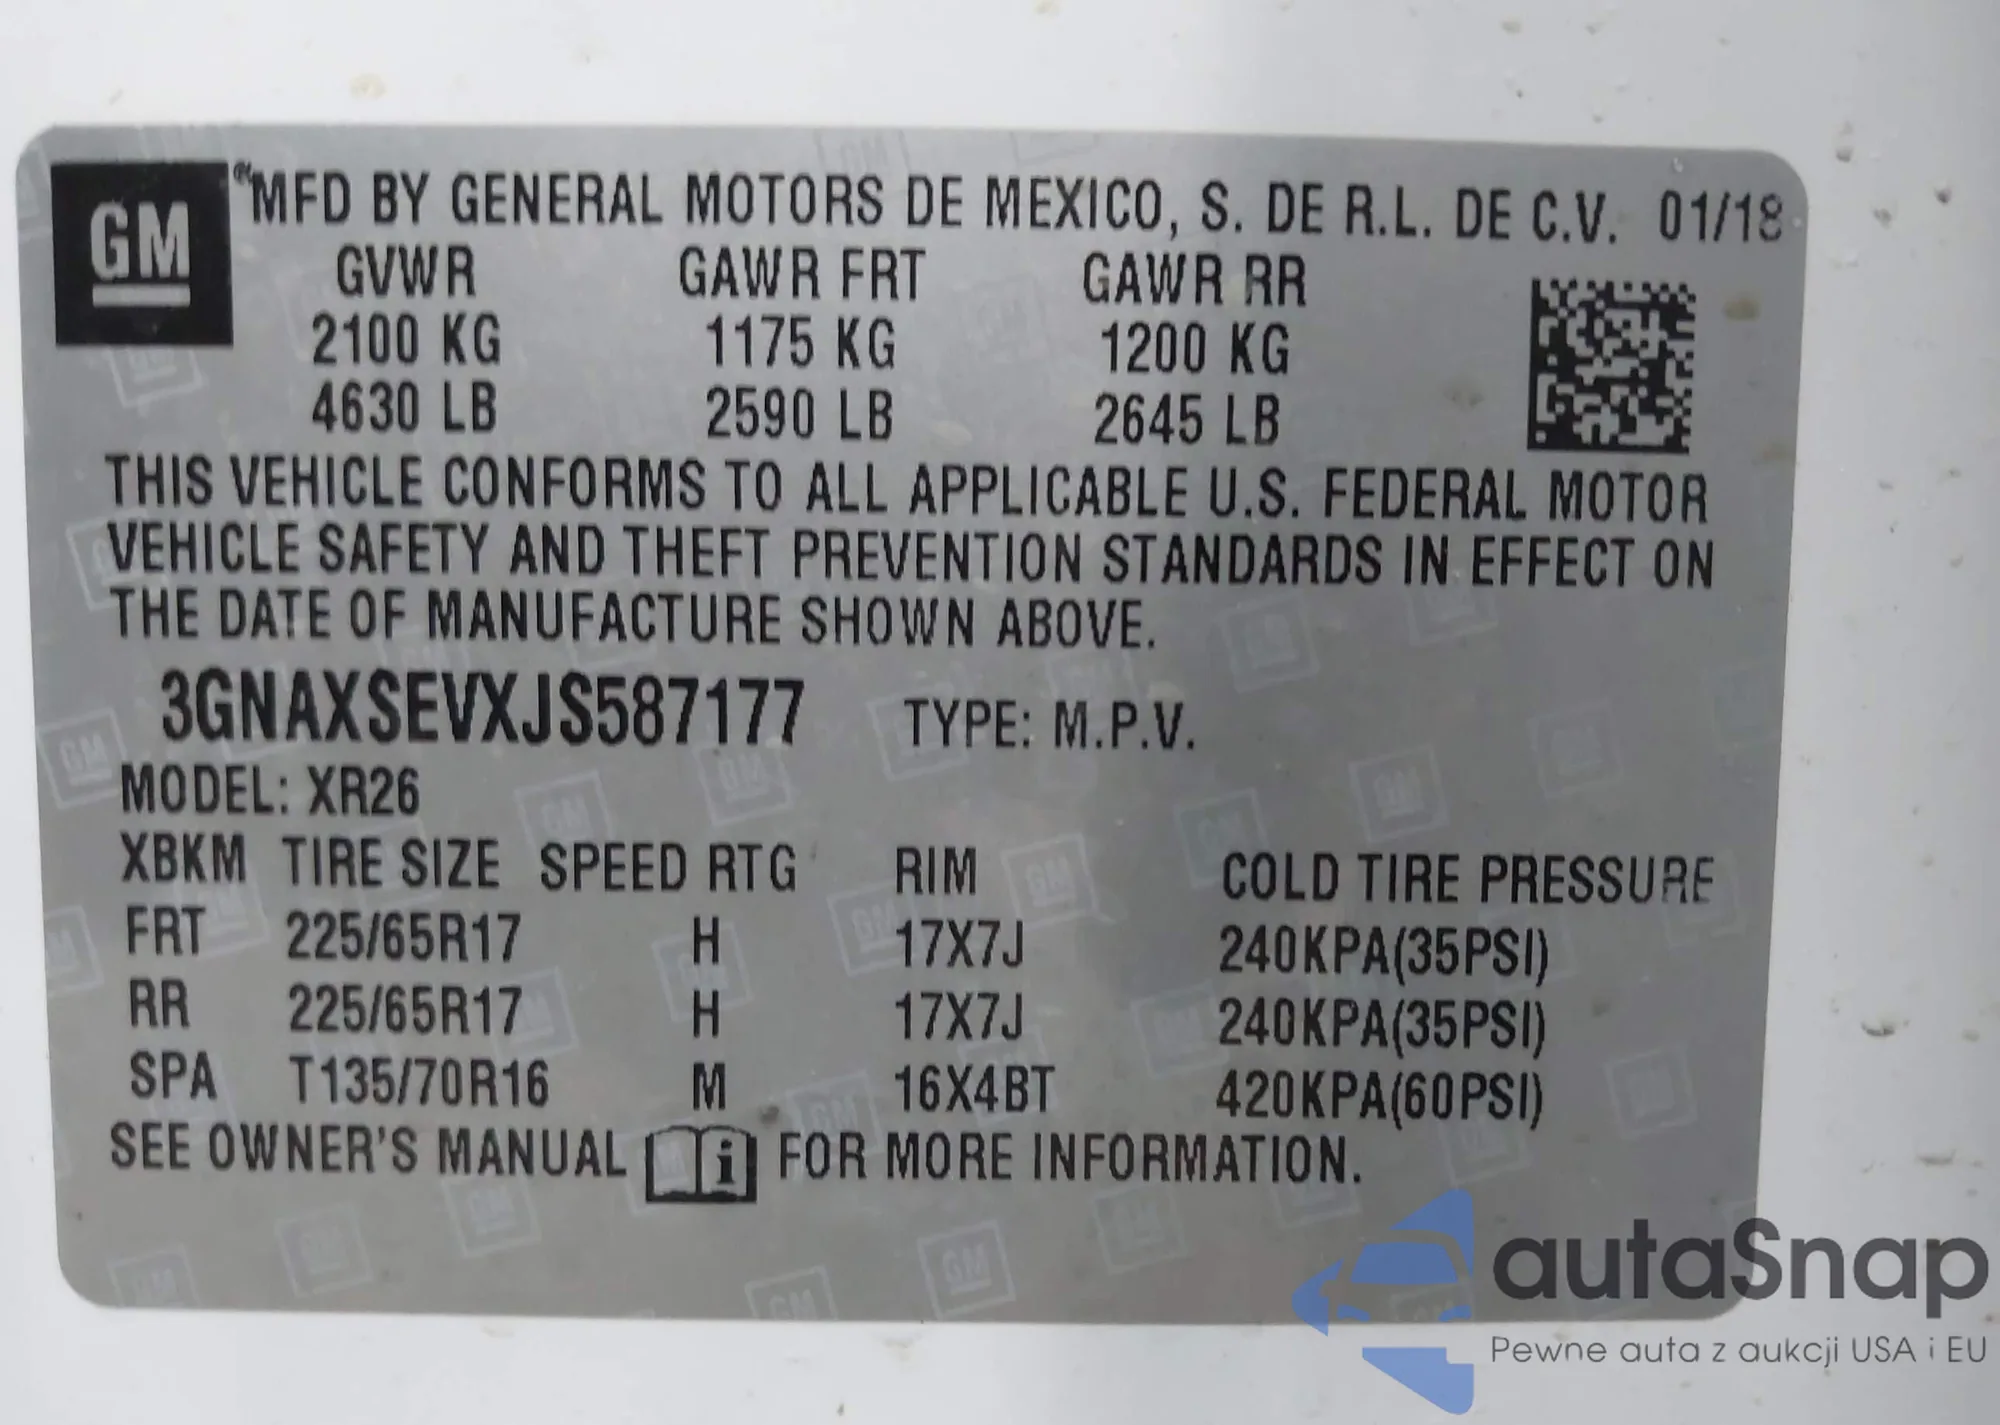 GM
MFD BY GENERAL MOTORS DE MEXICO, S. DE R.L. DE C.V. 01/18
GVWR GAWR FRT GAWR RR
2100 KG 1175 KG 1200 KG
4630 LB 2590 LB 2645 LB
THIS VEHICLE CONFORMS TO ALL APPLICABLE U.S. FEDERAL MOTOR
VEHICLE SAFETY AND THEFT PREVENTION STANDARDS IN EFFECT ON
THE DATE OF MANUFACTURE SHOWN ABOVE.
3GNAXSEVXJS587177 TYPE: M.P.V.
MODEL: XR26
XBKM TIRE SIZE SPEED RTG RIM COLD TIRE PRESSURE
FRT 225/65R17 H 17X7J 240KPA(35PSI)
RR 225/65R17 H 17X7J 240KPA(35PSI)
SPA T135/70R16 M 16X4BT 420KPA(60PSI)
SEE OWNER'S MANUAL i FOR MORE INFORMATION.
autaSnap
Pewne auta z aukcji USA i EU